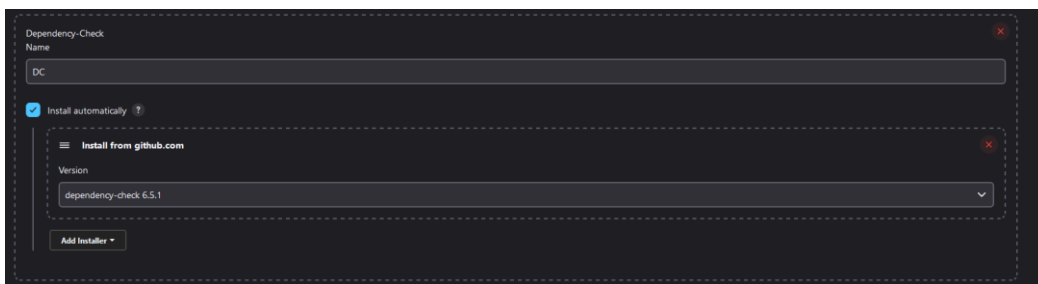 Dependency-Check
Name
DC
Install automatically ?
Install from github.com
Version
dependency-check 6.5.1
Add Installer